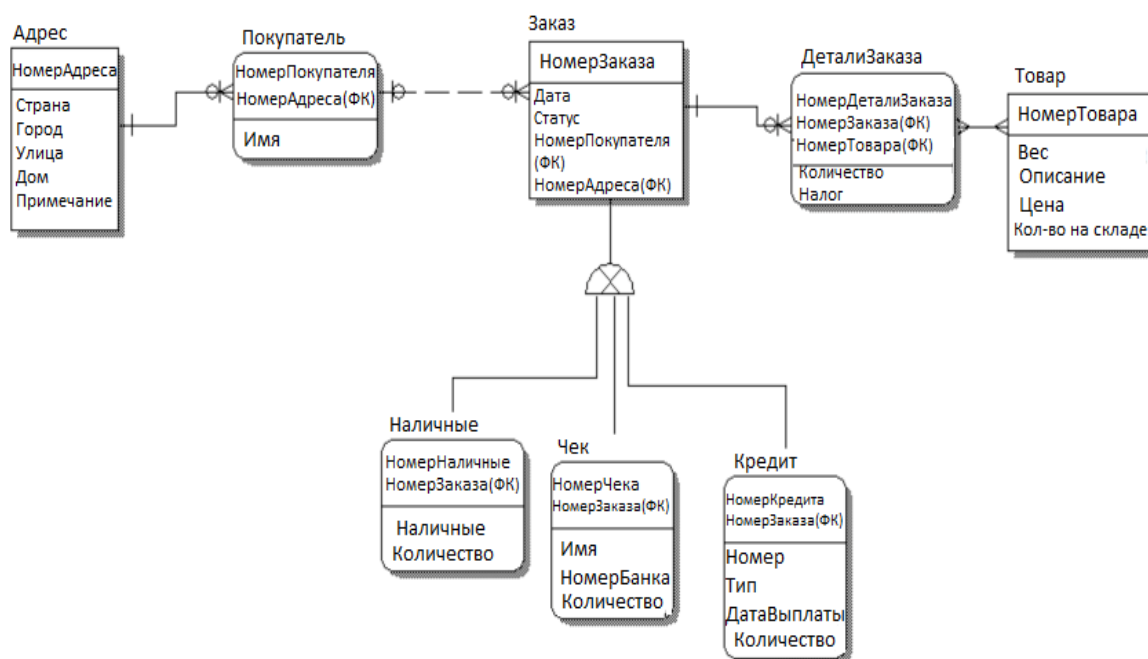 Адрес
НомерАдреса
Страна
Город
Улица
Дом
Примечание
Покупатель
НомерПокупателя
НомерАдреса(ФК)
Имя
Заказ
НомерЗаказа
Дата
Статус
НомерПокупателя
(ФК)
НомерАдреса(ФК)
ДеталиЗаказа
НомерДеталиЗаказа
НомерЗаказа(ФК)
НомерТовара(ФК)
Количество
Налог
Товар
НомерТовара
Вес
Описание
Цена
Кол-во на складе
Наличные
НомерНаличные
НомерЗаказа(ФК)
Наличные
Количество
Чек
НомерЧека
НомерЗаказа(ФК)
Имя
НомерБанка
Количество
Кредит
НомерКредита
НомерЗаказа(ФК)
Номер
Тип
ДатаВыплаты
Количество